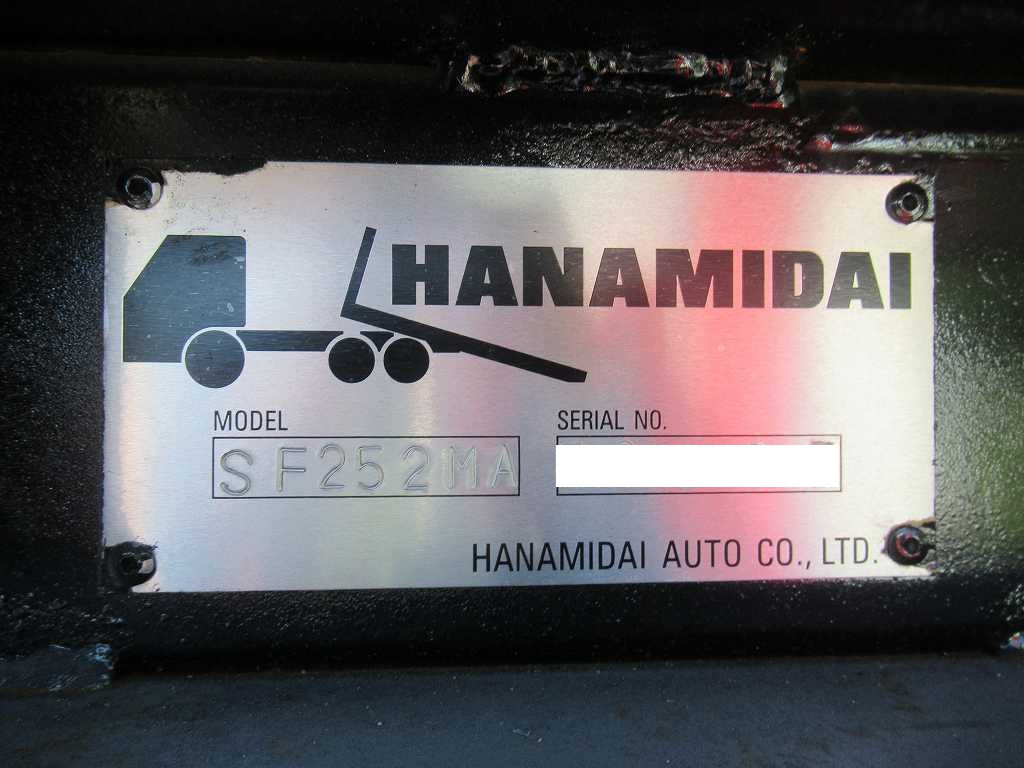 HANAMIDAI
MODEL
SF252MA
SERIAL NO.
HANAMIDAI AUTO CO., LTD.